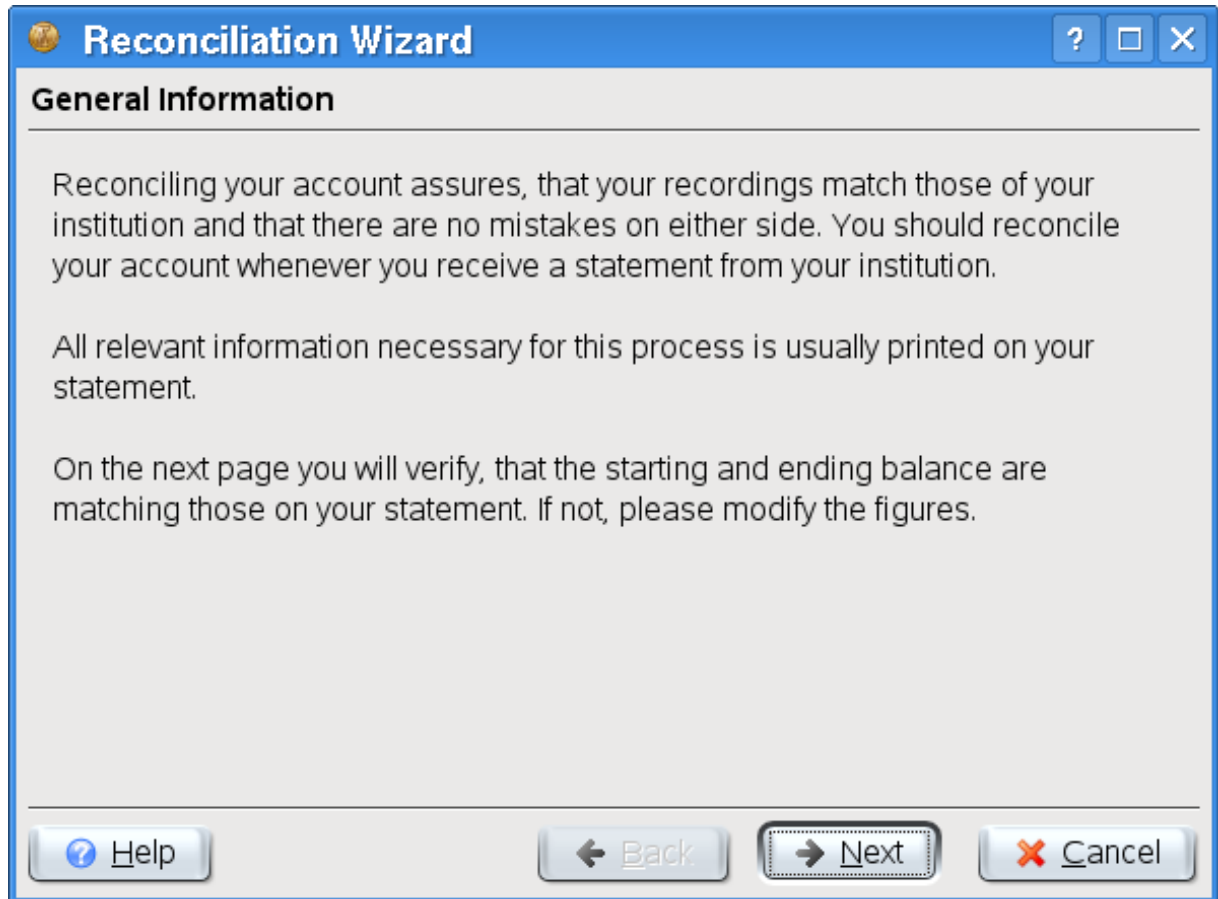 Reconciliation Wizard
General Information
Reconciling your account assures, that your recordings match those of your
institution and that there are no mistakes on either side. You should reconcile
your account whenever you receive a statement from your institution.
All relevant information necessary for this process is usually printed on your
statement.
On the next page you will verify, that the starting and ending balance are
matching those on your statement. If not, please modify the figures.
Help Back Next Cancel